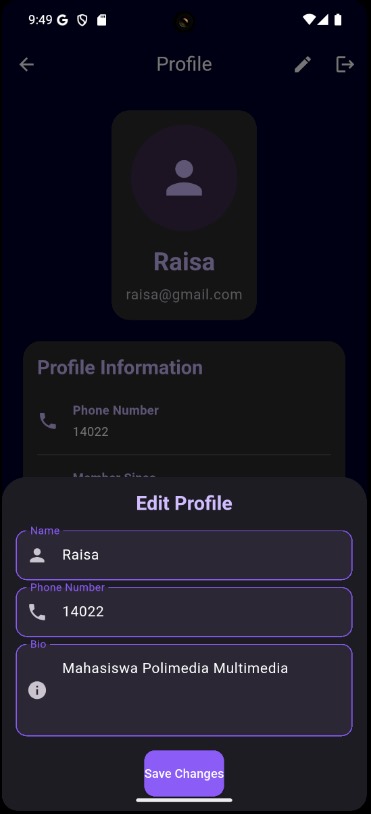 9:49
Profile
Raisa
raisa@gmail.com
Profile Information
Phone Number
14022
Member Since
Edit Profile
Name
Raisa
Phone Number
14022
Bio
Mahasiswa Polimedia Multimedia
Save Changes